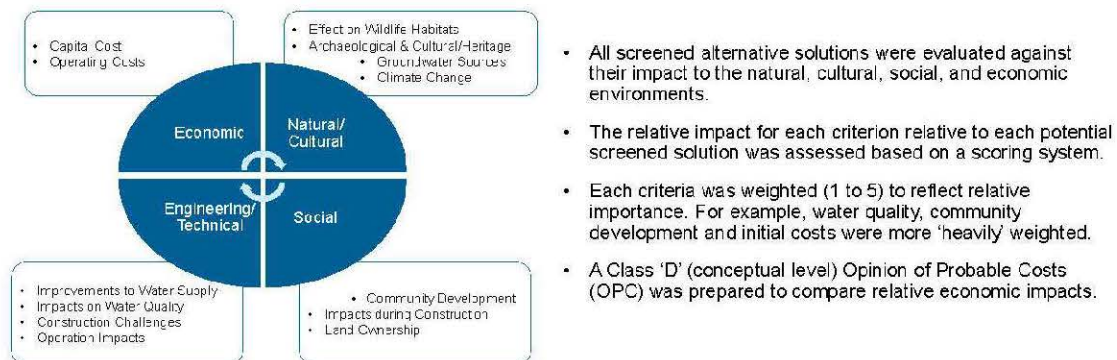 • Capital Cost
• Operating Costs
• Effect on Wildlife Habitats
• Archaeological & Cultural/Heritage
• Groundwater Sources
• Climate Change
Economic
Natural/
Cultural
Engineering/
Technical
Social
• Improvements to Water Supply
• Impacts on Water Quality
• Construction Challenges
• Operation Impacts
• Community Development
• Impacts during Construction
• Land Ownership
• All screened alternative solutions were evaluated against
their impact to the natural, cultural, social, and economic
environments.
• The relative impact for each criterion relative to each potential
screened solution was assessed based on a scoring system.
• Each criteria was weighted (1 to 5) to reflect relative
importance. For example, water quality, community
development and initial costs were more ‘heavily’ weighted.
• A Class ‘D’ (conceptual level) Opinion of Probable Costs
(OPC) was prepared to compare relative economic impacts.